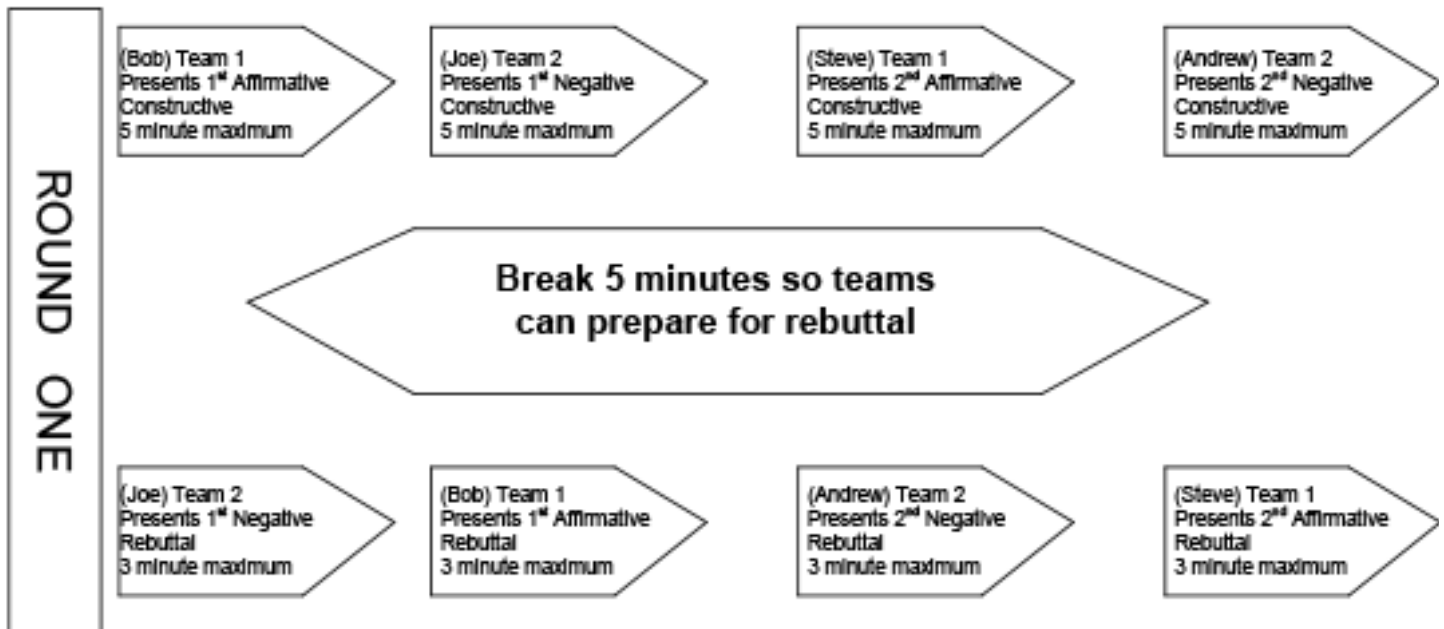 ROUND ONE
(Bob) Team 1
Presents 1st Affirmative
Constructive
5 minute maximum
(Joe) Team 2
Presents 1st Negative
Constructive
5 minute maximum
(Steve) Team 1
Presents 2nd Affirmative
Constructive
5 minute maximum
(Andrew) Team 2
Presents 2nd Negative
Constructive
5 minute maximum
Break 5 minutes so teams
can prepare for rebuttal
(Joe) Team 2
Presents 1st Negative
Rebuttal
3 minute maximum
(Bob) Team 1
Presents 1st Affirmative
Rebuttal
3 minute maximum
(Andrew) Team 2
Presents 2nd Negative
Rebuttal
3 minute maximum
(Steve) Team 1
Presents 2nd Affirmative
Rebuttal
3 minute maximum